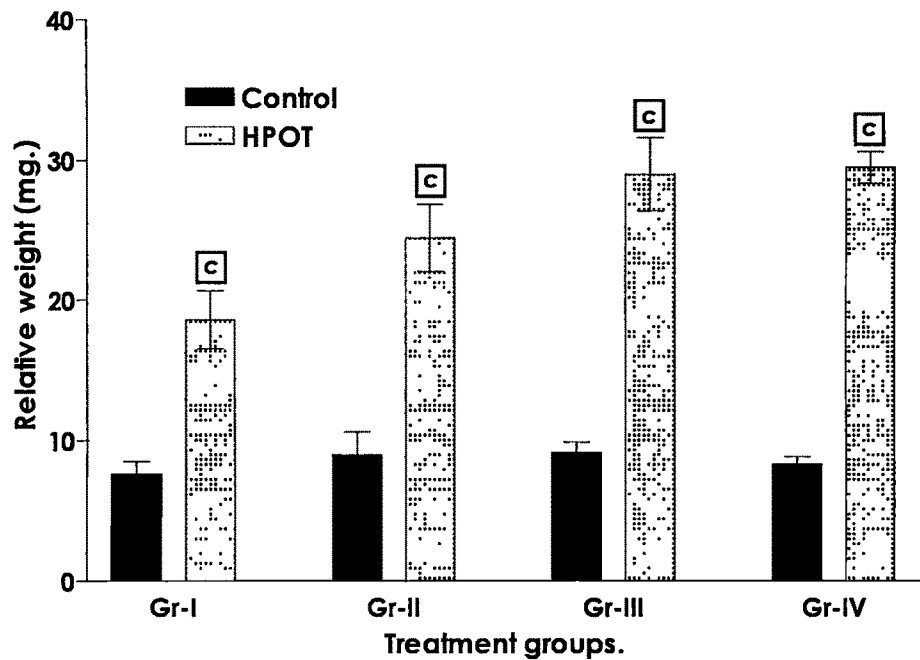 40
30
20
10
0
Relative weight (mg.)
Control
HPOT
c
c
c
c
Gr-I
Gr-II
Gr-III
Gr-IV
Treatment groups.